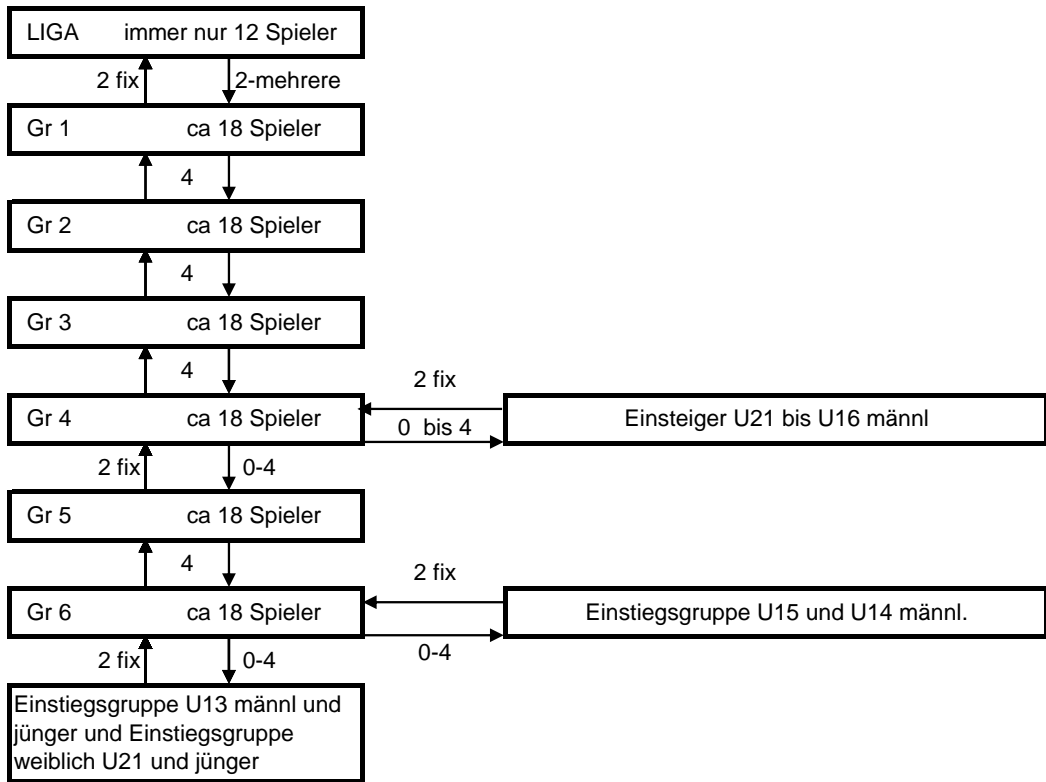 LIGA immer nur 12 Spieler
2 fix 2-mehrere
Gr 1 ca 18 Spieler
4
Gr 2 ca 18 Spieler
4
Gr 3 ca 18 Spieler
4
2 fix
Gr 4 ca 18 Spieler
0 bis 4
Einsteiger U21 bis U16 männl
2 fix 0-4
Gr 5 ca 18 Spieler
4
2 fix
Gr 6 ca 18 Spieler
Einstiegsgruppe U15 und U14 männl.
0-4
2 fix 0-4
Einstiegsgruppe U13 männl und
jünger und Einstiegsgruppe
weiblich U21 und jünger